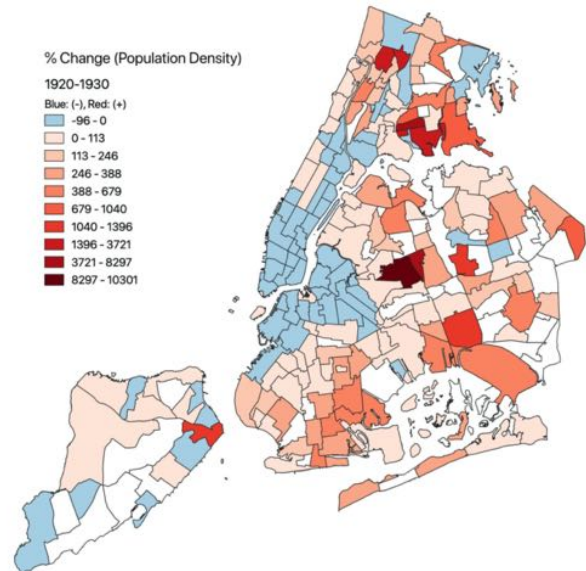 % Change (Population Density)
1920-1930
Blue: (-), Red: (+)
-96 - 0
0 - 113
113 - 246
246 - 388
388 - 679
679 - 1040
1040 - 1396
1396 - 3721
3721 - 8297
8297 - 10301